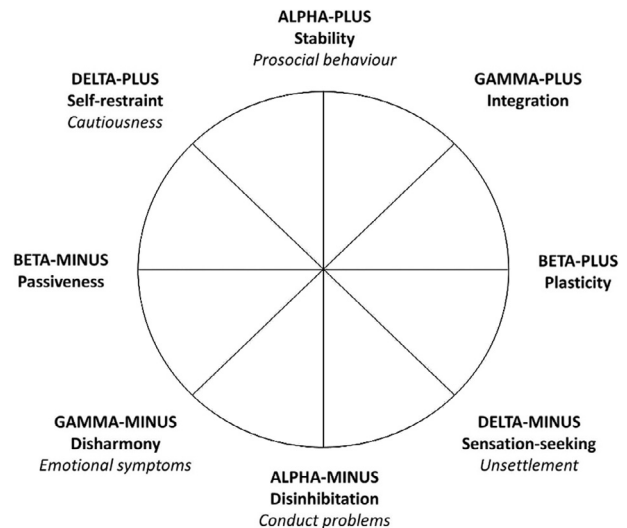 ALPHA-PLUS
Stability
Prosocial behaviour
DELTA-PLUS
Self-restraint
Cautiousness
GAMMA-PLUS
Integration
BETA-MINUS
Passiveness
BETA-PLUS
Plasticity
GAMMA-MINUS
Disharmony
Emotional symptoms
DELTA-MINUS
Sensation-seeking
Unsettlement
ALPHA-MINUS
Disinhibitation
Conduct problems